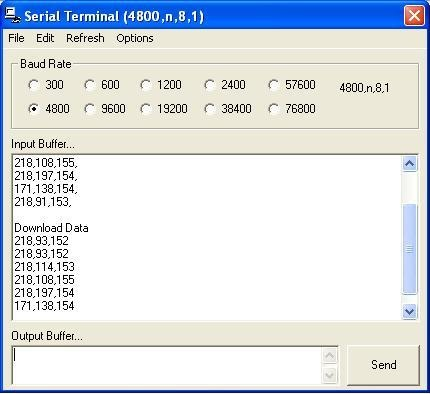 Serial Terminal (4800,n,8,1)
File Edit Refresh Options
Baud Rate
300 600 1200 2400 57600
4800,n,8,1
4800 9600 19200 38400 76800
Input Buffer...
218,108,155,
218,197,154,
171,138,154,
218,91,153,
Download Data
218,93,152
218,93,152
218,114,153
218,108,155
218,197,154
171,138,154
Output Buffer...
Send